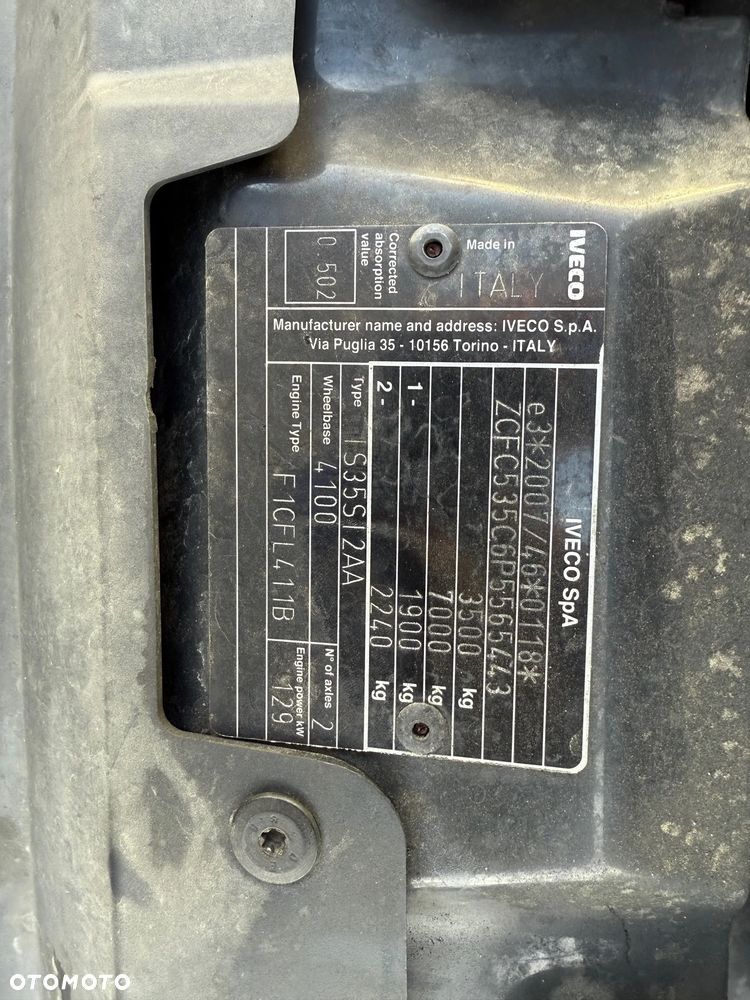 IVECO
Made in
ITALY
Corrected
absorption
value
0.502
Manufacturer name and address: IVECO S.p.A.
Via Puglia 35 - 10156 Torino - ITALY
IVECO SpA
e3*2007/46*0118*
ZCFC535C6P5565443
3500 kg
7000 kg
1- 1900 kg
2- 2240 kg
Type IS35SI2AA
Wheelbase 4100 N° of axles 2
Engine Type F1CFL411B Engine power kW 129
OTOMOTO